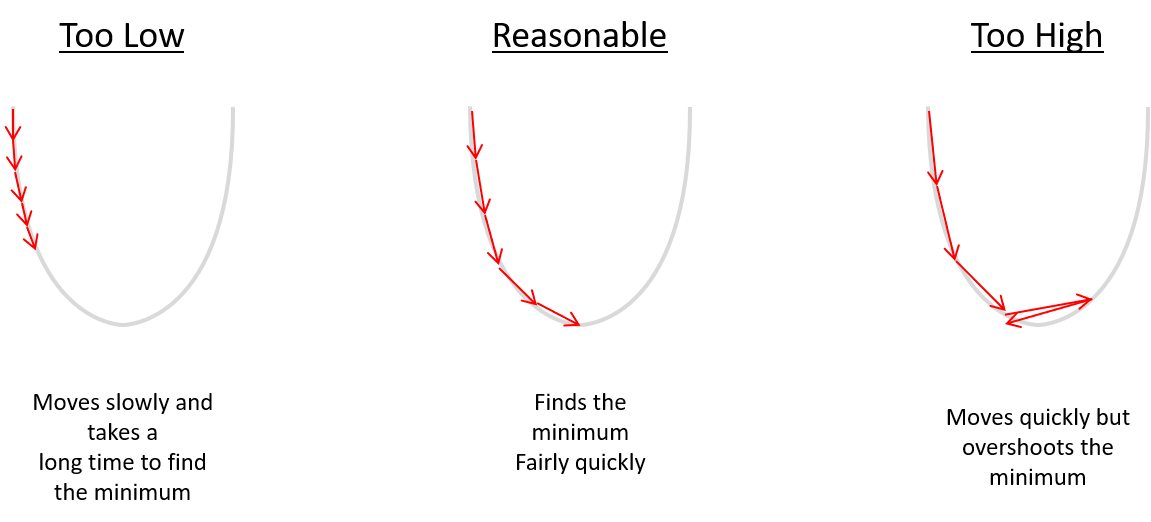 Too Low
Reasonable
Too High
Moves slowly and
takes a
long time to find
the minimum
Finds the
minimum
Fairly quickly
Moves quickly but
overshoots the
minimum